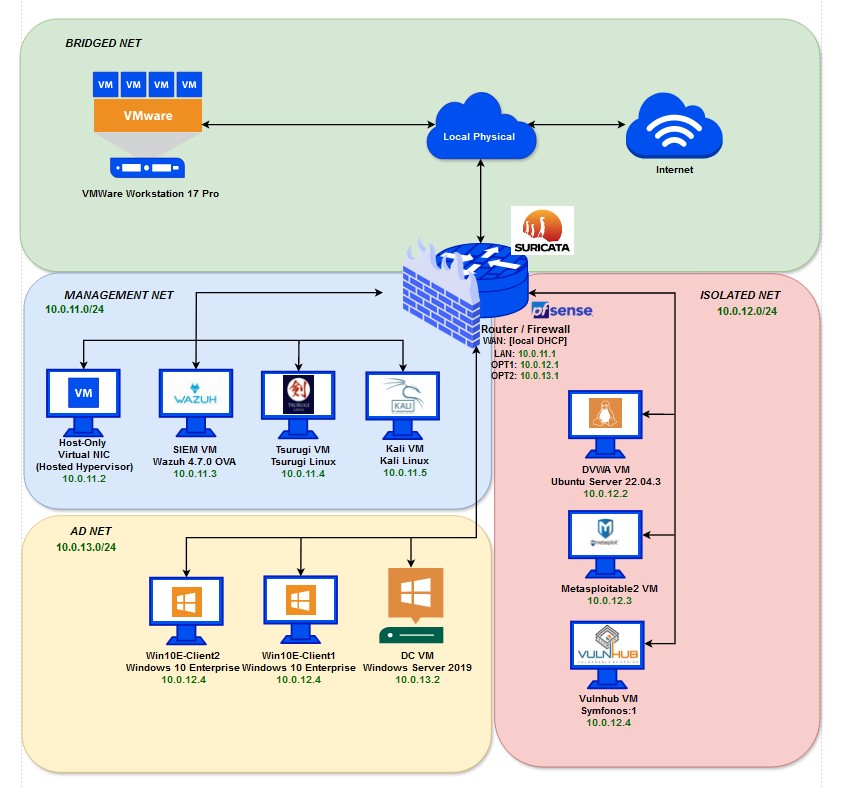 BRIDGED NET
VM VM VM VM
VMware
VMWare Workstation 17 Pro
Local Physical
Internet
SURICATA
pfsense
Router / Firewall
WAN: [local DHCP]
LAN: 10.0.11.1
OPT1: 10.0.12.1
OPT2: 10.0.13.1
MANAGEMENT NET
10.0.11.0/24
VM
Host-Only
Virtual NIC
(Hosted Hypervisor)
10.0.11.2
WAZUH
SIEM VM
Wazuh 4.7.0 OVA
10.0.11.3
剣
TSURUGI
LINUX
Tsurugi VM
Tsurugi Linux
10.0.11.4
KALI
Kali VM
Kali Linux
10.0.11.5
ISOLATED NET
10.0.12.0/24
DVWA VM
Ubuntu Server 22.04.3
10.0.12.2
metasploit
Metasploitable2 VM
10.0.12.3
VULNHUB
Vulnhub VM
Symfonos:1
10.0.12.4
AD NET
10.0.13.0/24
Win10E-Client2
Windows 10 Enterprise
10.0.12.4
Win10E-Client1
Windows 10 Enterprise
10.0.12.4
DC VM
Windows Server 2019
10.0.13.2